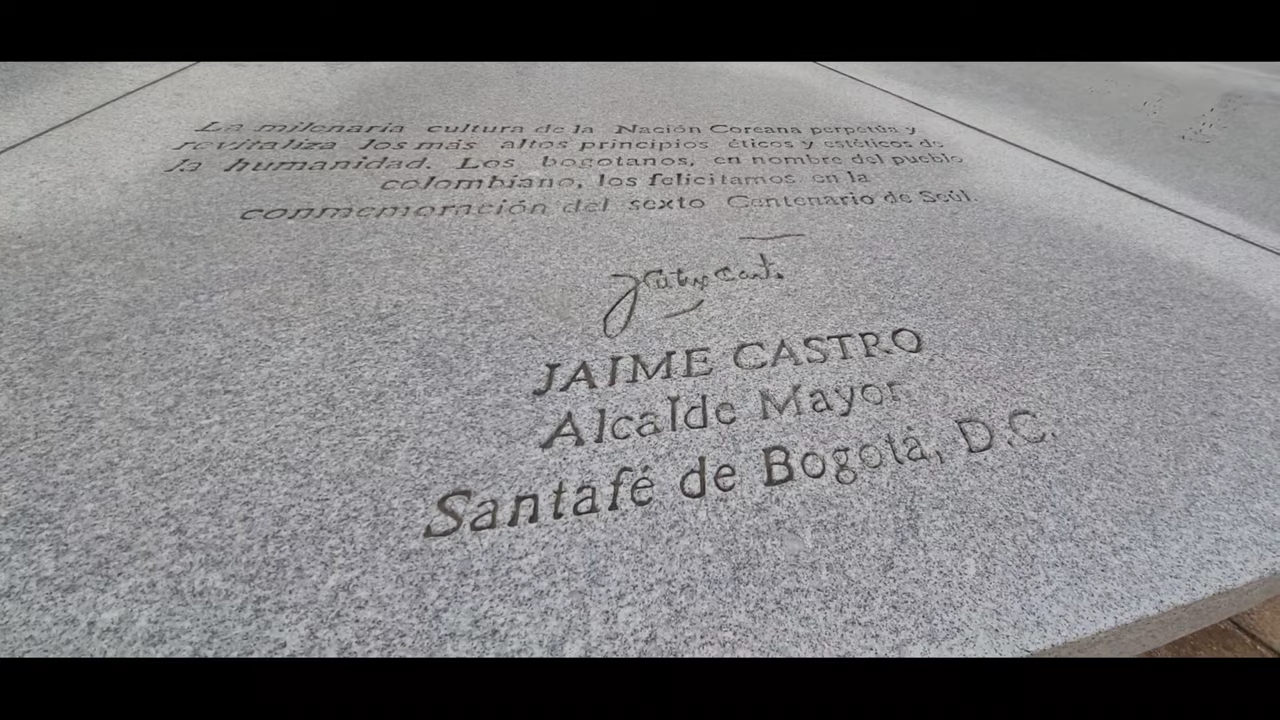 La milenaria cultura de la Nación Coreana perpetúa y
revitaliza los más altos principios éticos y estéticos de
la humanidad. Los bogotanos, en nombre del pueblo
colombiano, los felicitamos en la
conmemoración del sexto Centenario de Seúl.
JAIME CASTRO
Alcalde Mayor
Santafé de Bogotá, D.C.